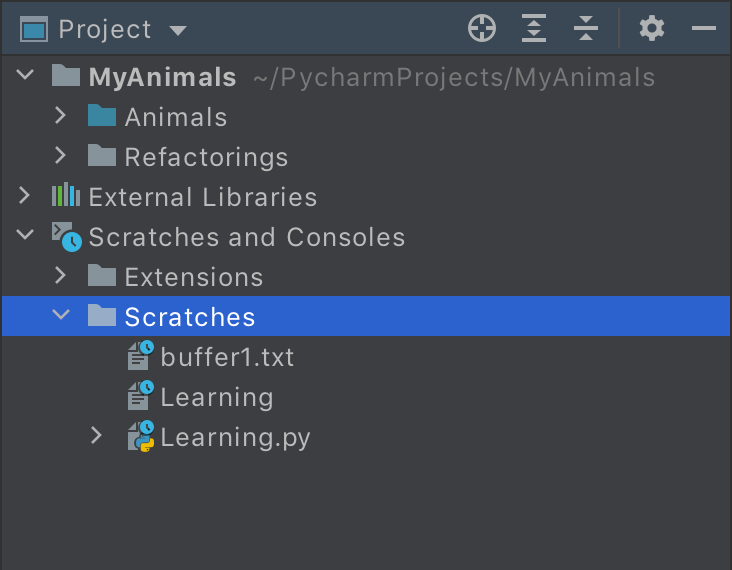 Project
MyAnimals ~/PycharmProjects/MyAnimals
Animals
Refactorings
External Libraries
Scratches and Consoles
Extensions
Scratches
buffer1.txt
Learning
Learning.py